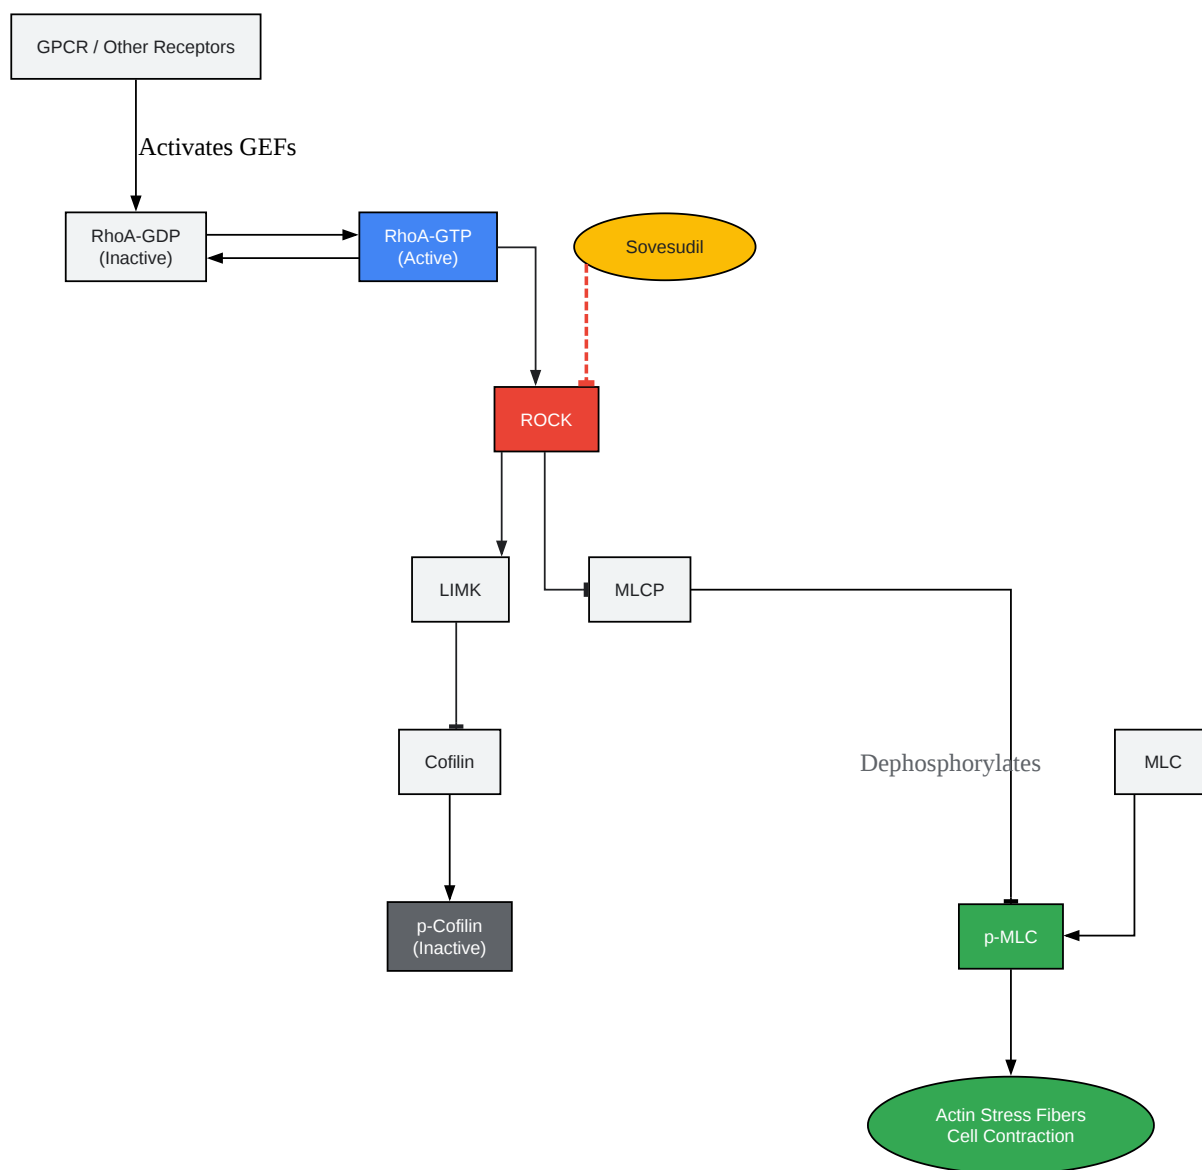 GPCR / Other Receptors
Activates GEFs
RhoA-GDP
(Inactive)
RhoA-GTP
(Active)
Sovesudil
ROCK
LIMK
MLCP
Cofilin
Dephosphorylates
MLC
p-Cofilin
(Inactive)
p-MLC
Actin Stress Fibers
Cell Contraction